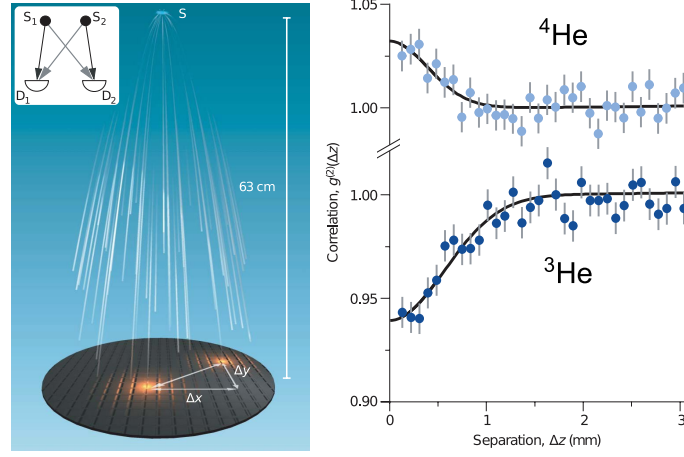 S₁ S₂
D₁ D₂
S
63 cm
Δy
Δx
1.05
1.00
1.00
0.95
0.90
0 1 2 3
Correlation, g⁽²⁾(Δz)
Separation, Δz (mm)
⁴He
³He